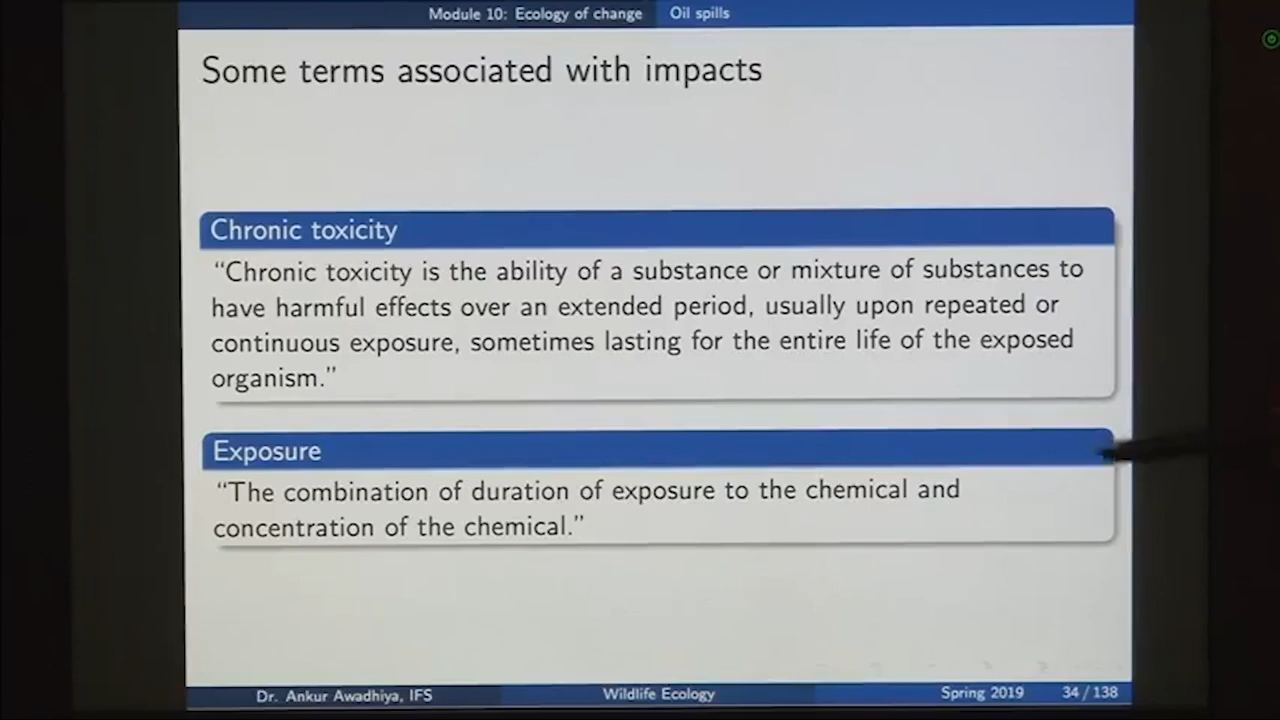 Module 10: Ecology of change Oil spills
Some terms associated with impacts
Chronic toxicity
“Chronic toxicity is the ability of a substance or mixture of substances to
have harmful effects over an extended period, usually upon repeated or
continuous exposure, sometimes lasting for the entire life of the exposed
organism.”
Exposure
“The combination of duration of exposure to the chemical and
concentration of the chemical.”
Dr. Ankur Awadhiya, IFS Wildlife Ecology Spring 2019 34 / 138